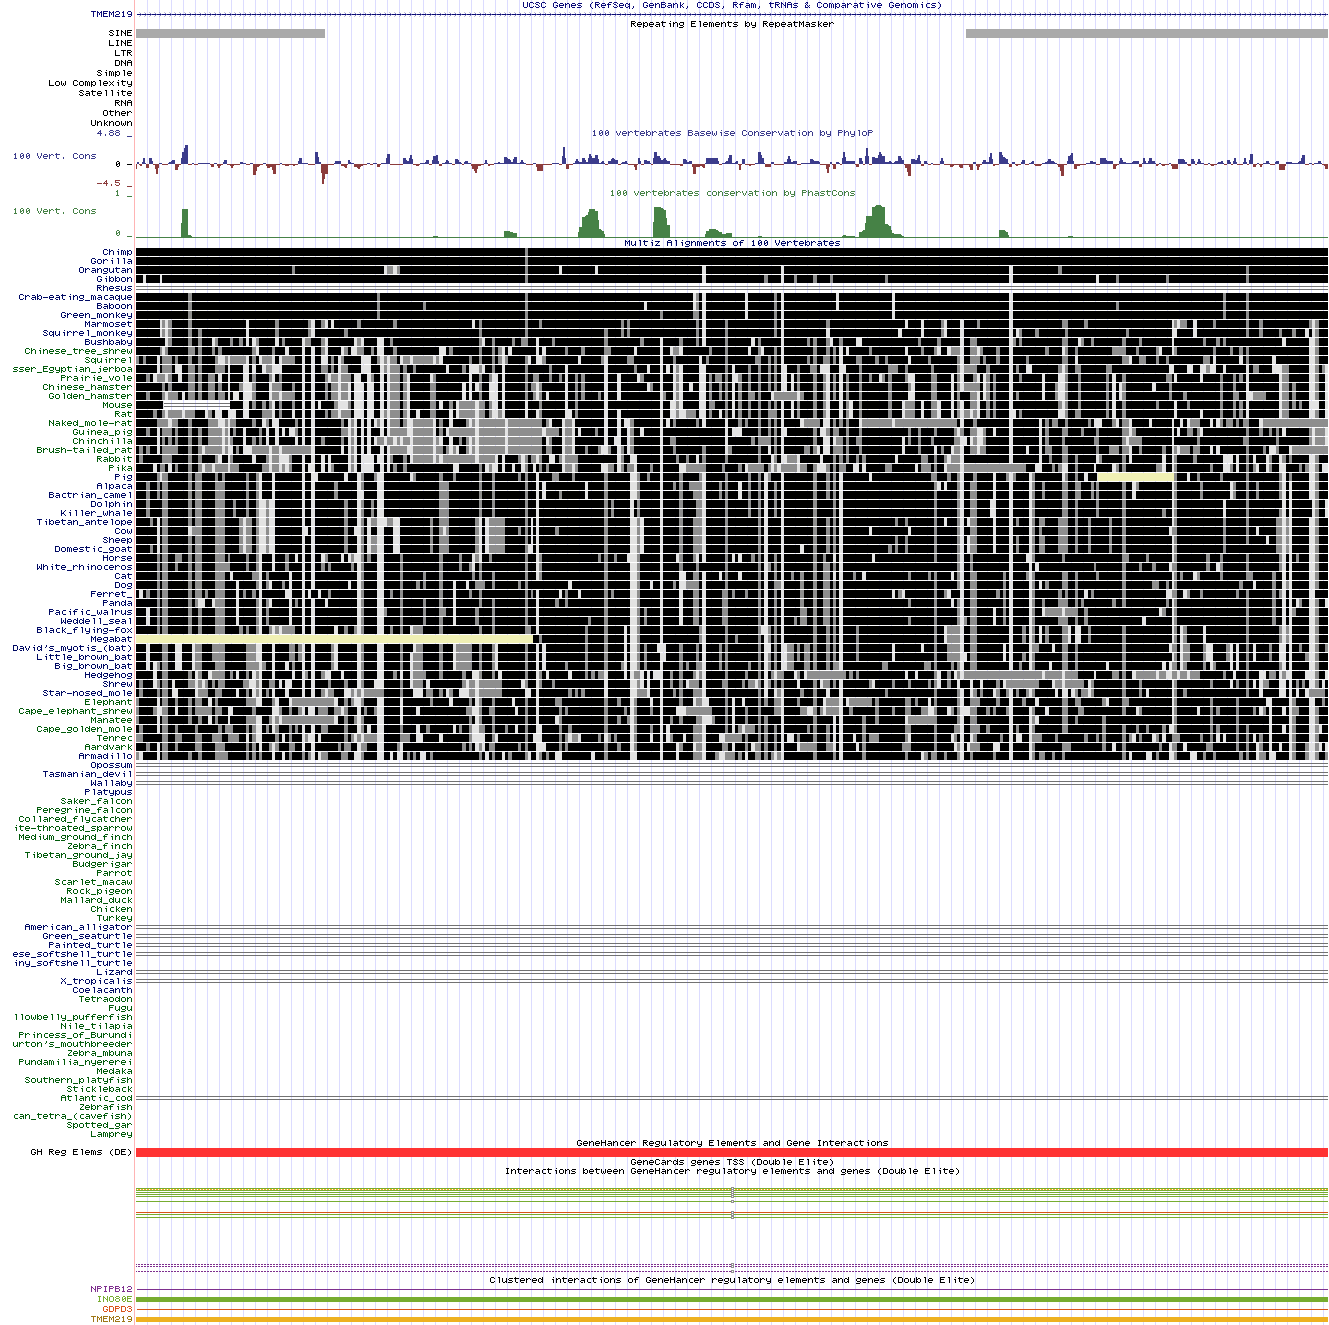 UCSC Genes (RefSeq, GenBank, CCDS, Rfam, tRNAs & Comparative Genomics)
TMEM219
Repeating Elements by RepeatMasker
SINE
LINE
LTR
DNA
Simple
Low Complexity
Satellite
RNA
Other
Unknown
4.88 _
100 vertebrates Basewise Conservation by PhyloP
100 Vert. Cons
0 -
-4.5 _
1 _
100 vertebrates conservation by PhastCons
100 Vert. Cons
0 _
Multiz Alignments of 100 Vertebrates
Chimp
Gorilla
Orangutan
Gibbon
Rhesus
Crab-eating_macaque
Baboon
Green_monkey
Marmoset
Squirrel_monkey
Bushbaby
Chinese_tree_shrew
Squirrel
sser_Egyptian_jerboa
Prairie_vole
Chinese_hamster
Golden_hamster
Mouse
Rat
Naked_mole-rat
Guinea_pig
Chinchilla
Brush-tailed_rat
Rabbit
Pika
Pig
Alpaca
Bactrian_camel
Dolphin
Killer_whale
Tibetan_antelope
Cow
Sheep
Domestic_goat
Horse
White_rhinoceros
Cat
Dog
Ferret_
Panda
Pacific_walrus
Weddell_seal
Black_flying-fox
Megabat
David's_myotis_(bat)
Little_brown_bat
Big_brown_bat
Hedgehog
Shrew
Star-nosed_mole
Elephant
Cape_elephant_shrew
Manatee
Cape_golden_mole
Tenrec
Aardvark
Armadillo
Opossum
Tasmanian_devil
Wallaby
Platypus
Saker_falcon
Peregrine_falcon
Collared_flycatcher
ite-throated_sparrow
Medium_ground_finch
Zebra_finch
Tibetan_ground_jay
Budgerigar
Parrot
Scarlet_macaw
Rock_pigeon
Mallard_duck
Chicken
Turkey
American_alligator
Green_seaturtle
Painted_turtle
ese_softshell_turtle
iny_softshell_turtle
Lizard
X_tropicalis
Coelacanth
Tetraodon
Fugu
llowbelly_pufferfish
Nile_tilapia
Princess_of_Burundi
urton's_mouthbreeder
Zebra_mbuna
Pundamilia_nyererei
Medaka
Southern_platyfish
Stickleback
Atlantic_cod
Zebrafish
can_tetra_(cavefish)
Spotted_gar
Lamprey
GeneHancer Regulatory Elements and Gene Interactions
GH Reg Elems (DE)
GeneCards genes TSS (Double Elite)
Interactions between GeneHancer regulatory elements and genes (Double Elite)
Clustered interactions of GeneHancer regulatory elements and genes (Double Elite)
NPIPB12
INO80E
GDPD3
TMEM219